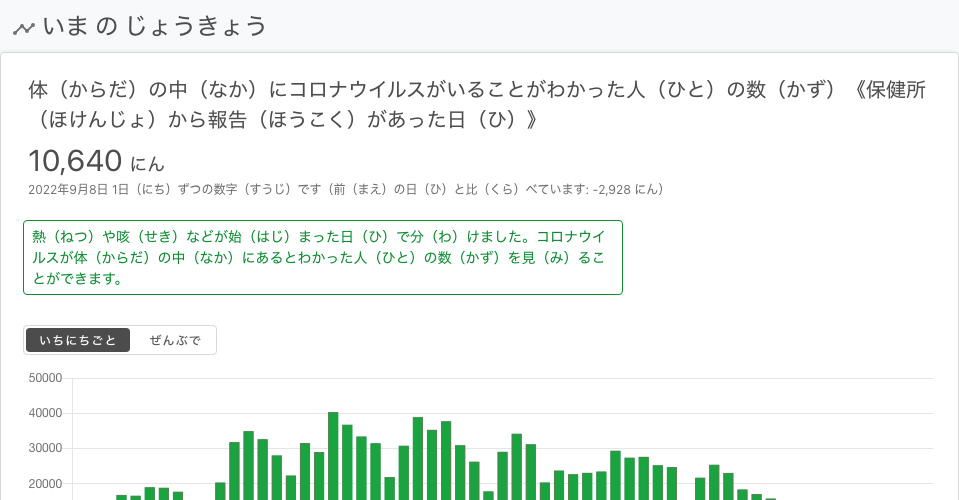 いま の じょうきょう
体（からだ）の中（なか）にコロナウイルスがいることがわかった人（ひと）の数（かず）《保健所
（ほけんじょ）から報告（ほうこく）があった日（ひ）》
10,640 にん
2022年9月8日 1日（にち）ずつの数字（すうじ）です（前（まえ）の日（ひ）と比（くら）べています: -2,928 にん）
熱（ねつ）や咳（せき）などが始（はじ）まった日（ひ）で分（わ）けました。コロナウイ
ルスが体（からだ）の中（なか）にあるとわかった人（ひと）の数（かず）を見（み）るこ
とができます。
いちにちごと ぜんぶで
50000
40000
30000
20000